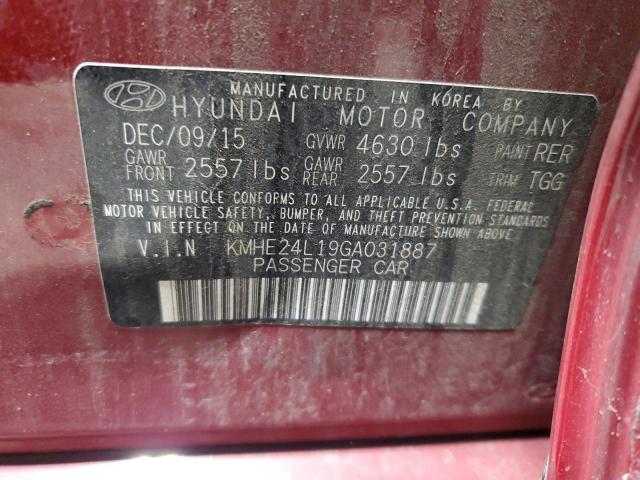 MANUFACTURED IN KOREA BY
HYUNDAI MOTOR COMPANY
DEC/09/15 GVWR 4630 lbs PAINT RER
GAWR FRONT 2557 lbs GAWR REAR 2557 lbs TRIM TGG
THIS VEHICLE CONFORMS TO ALL APPLICABLE U.S.A. FEDERAL
MOTOR VEHICLE SAFETY, BUMPER, AND THEFT PREVENTION STANDARDS
IN EFFECT ON THE DATE OF MANUFACTURE SHOWN ABOVE.
V.I.N KMHE24L19GA031887
PASSENGER CAR